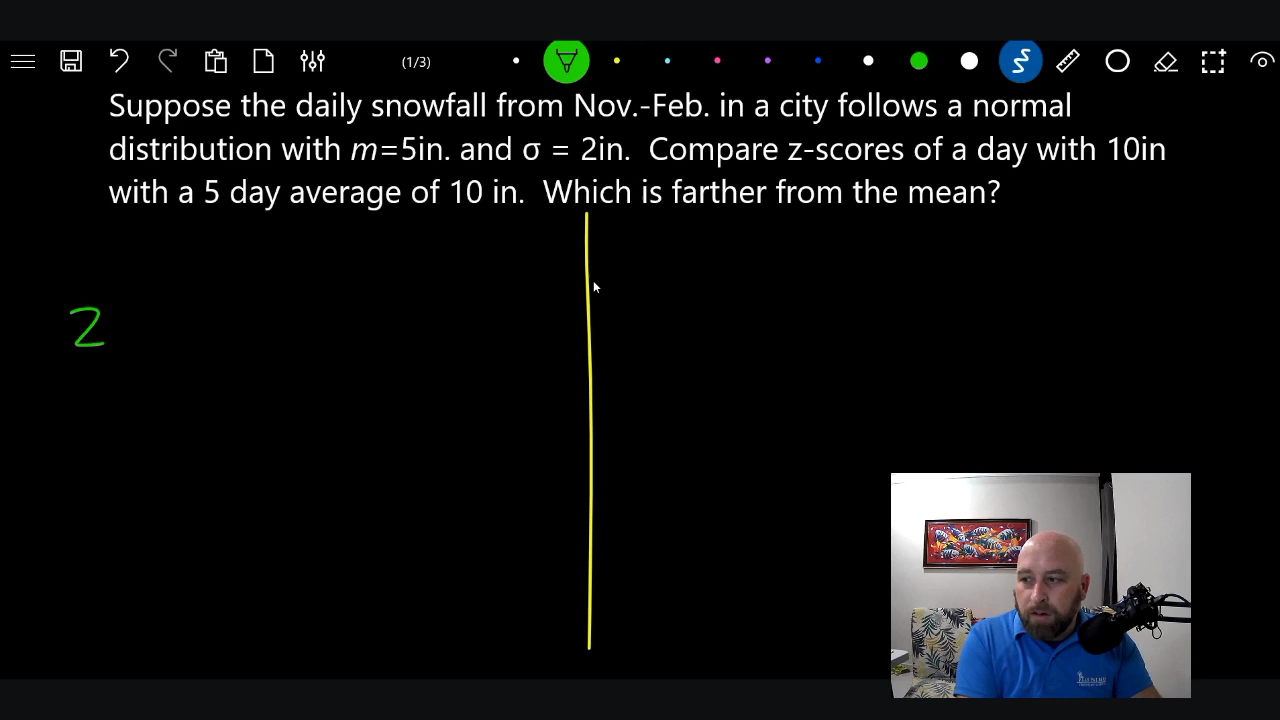 (1/3)
Suppose the daily snowfall from Nov.-Feb. in a city follows a normal
distribution with m=5in. and σ = 2in. Compare z-scores of a day with 10in
with a 5 day average of 10 in. Which is farther from the mean?
Z